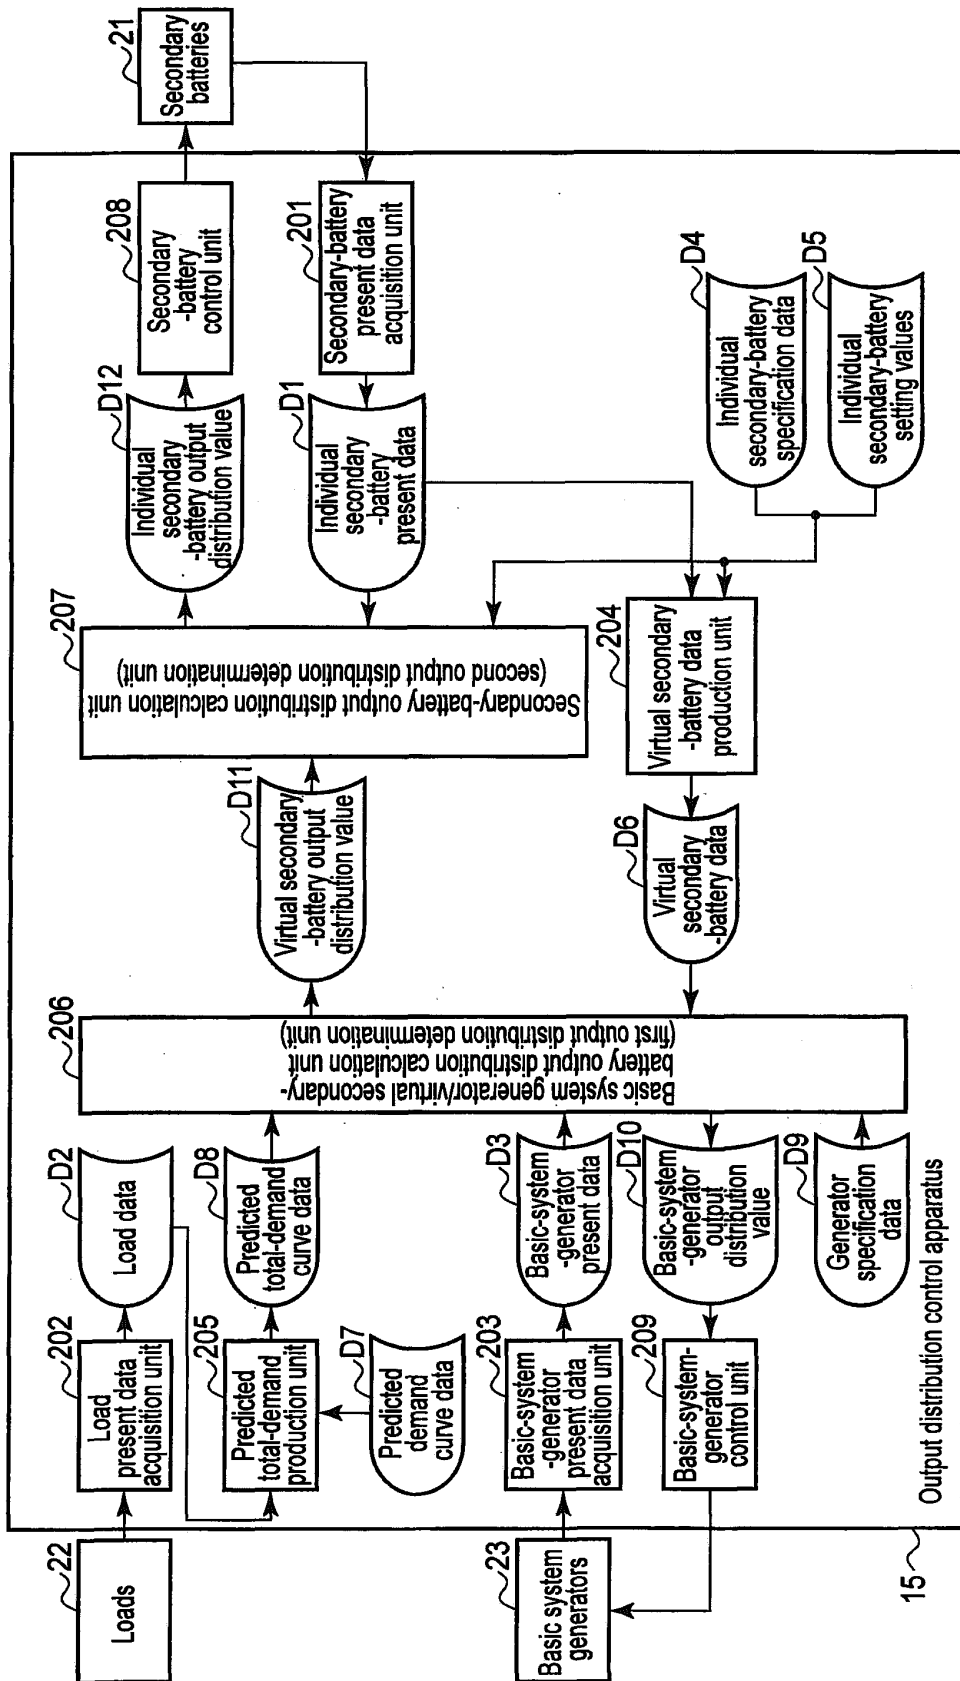 22
Loads
202
Load
present data
acquisition unit
D2
Load data
205
Predicted
total-demand
production unit
D8
Predicted
total-demand
curve data
D7
Predicted
demand
curve data
23
Basic system
generators
203
Basic-system
-generator
present data
acquisition unit
D3
Basic-system
-generator
present data
209
Basic-system-
generator
control unit
D10
Basic-system
-generator
output
distribution
value
D9
Generator
specification
data
206
Basic system generator/virtual secondary-
battery output distribution calculation unit
(first output distribution determination unit)
D11
Virtual secondary
-battery output
distribution value
D6
Virtual
secondary
-battery data
207
Secondary-battery output distribution calculation unit
(second output distribution determination unit)
204
Virtual secondary
-battery data
production unit
D12
Individual
secondary
-battery output
distribution value
D1
Individual
secondary
-battery
present data
208
Secondary
-battery
control unit
201
Secondary-battery
present data
acquisition unit
D4
Individual
secondary-battery
specification data
D5
Individual
secondary-battery
setting values
21
Secondary
batteries
15
Output distribution control apparatus